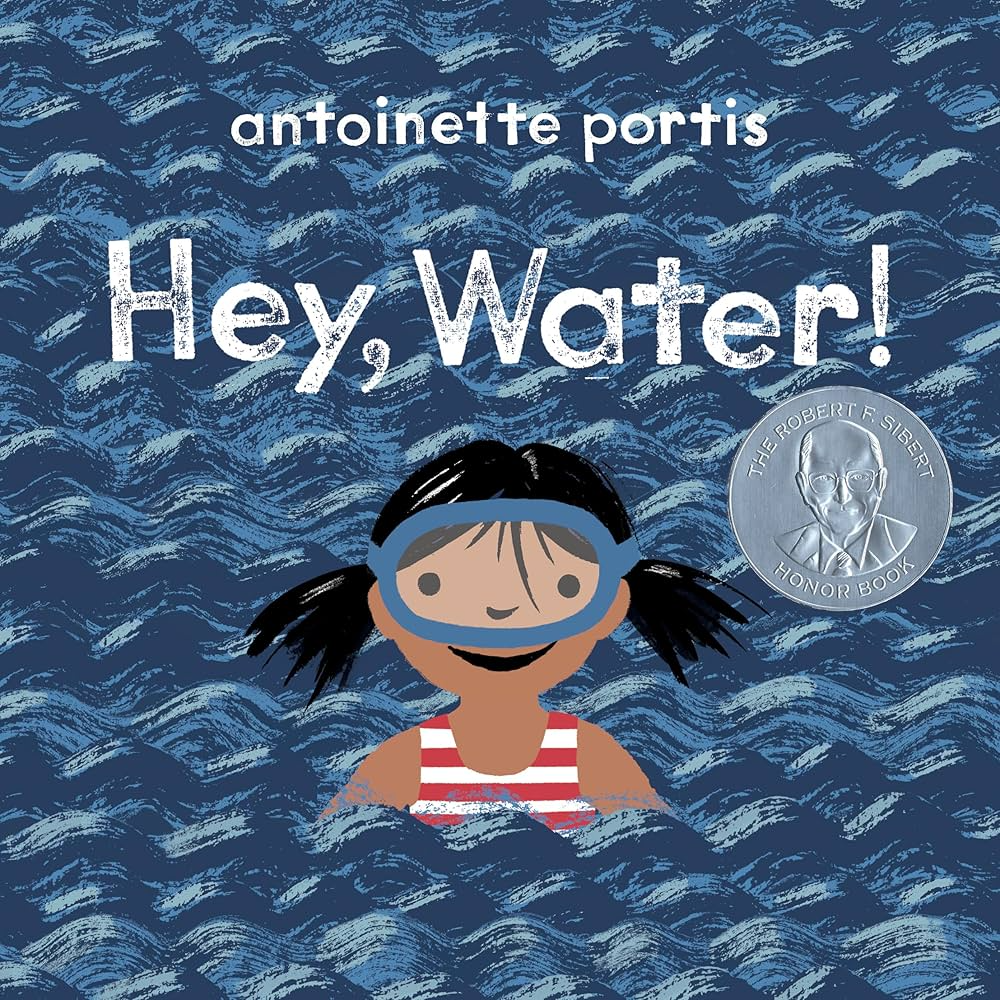 antoinette portis
Hey, Water!
THE ROBERT F. SIBERT
HONOR BOOK